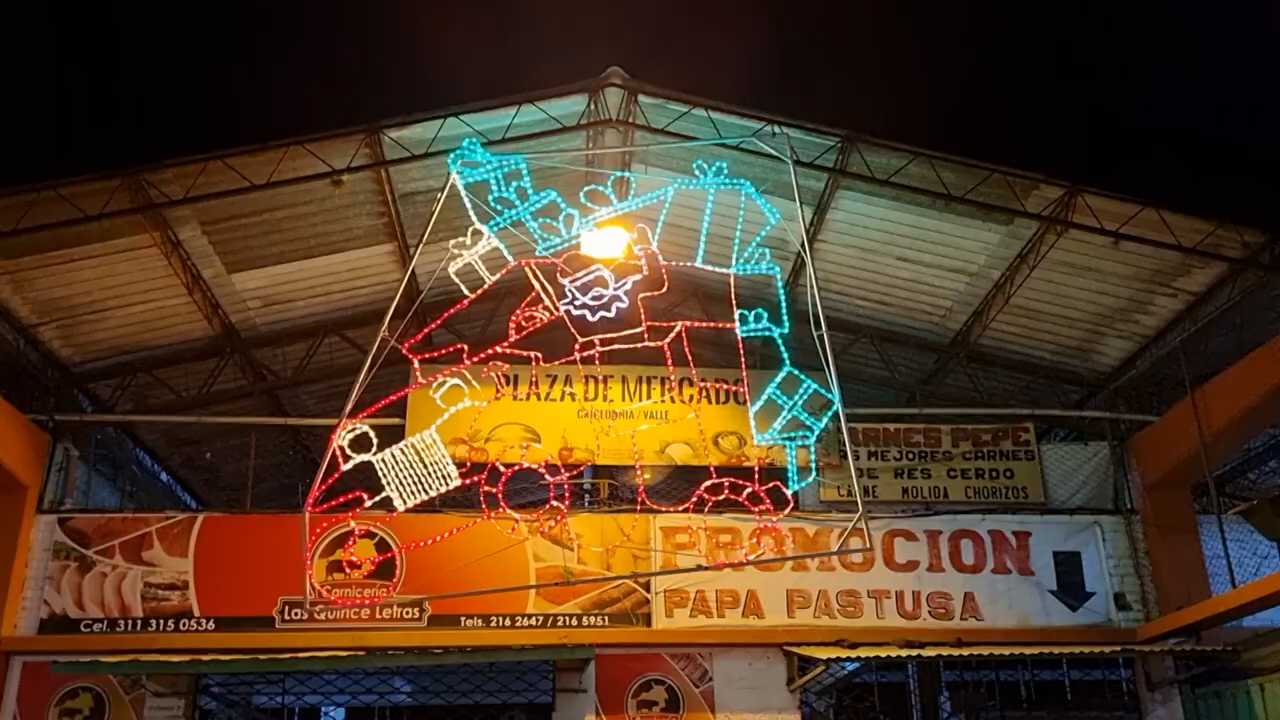 PLAZA DE MERCADO
CAICEDONIA / VALLE
CARNES PEPE
LAS MEJORES CARNES
DE RES CERDO
CARNE MOLIDA CHORIZOS
PROMOCION
PAPA PASTUSA
Carniceria
Las Quince Letras
Cel. 311 315 0536
Tels. 216 2647 / 216 5951